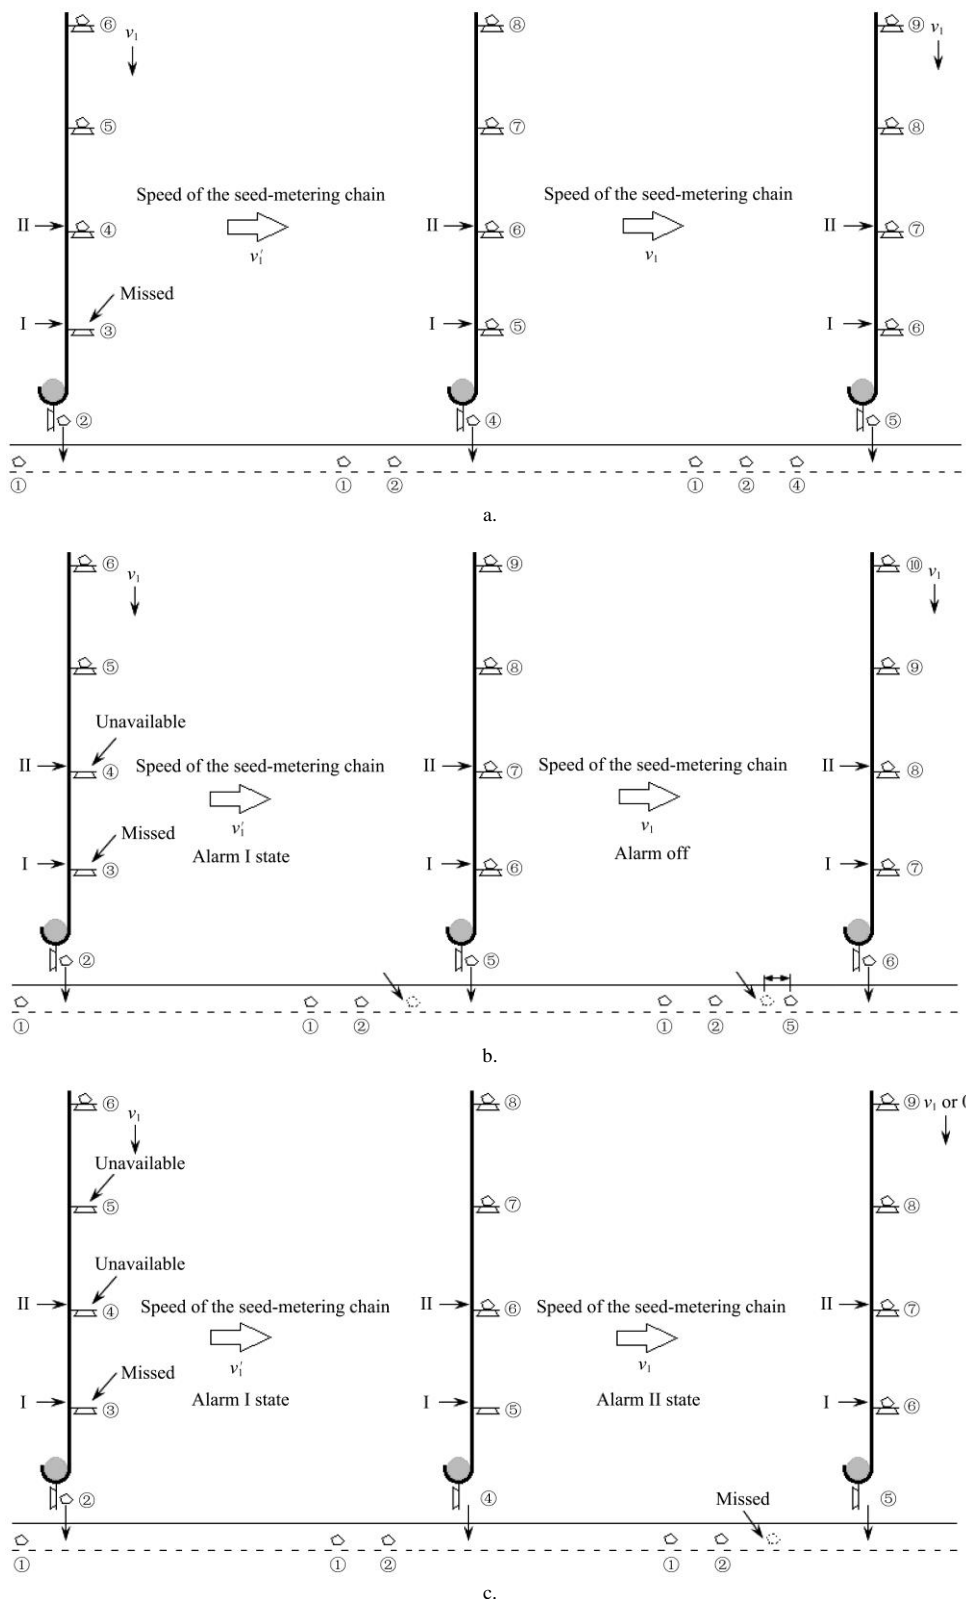 ⑥ v₁ ⑧ ⑨ v₁
⑤ ⑦ ⑧
Speed of the seed-metering chain Speed of the seed-metering chain
II ④ II ⑥ II ⑦
v₁′ v₁
Missed
I ③ I ⑤ I ⑥
② ④ ⑤
① ① ② ① ② ④
a.
⑥ v₁ ⑨ ⑩ v₁
⑤ ⑧ ⑨
Unavailable
II ④ Speed of the seed-metering chain II ⑦ Speed of the seed-metering chain II ⑧
v₁′ v₁
Missed
Alarm I state Alarm off
I ③ I ⑥ I ⑦
② ⑤ ⑥
① ① ② ① ② ⑤
b.
⑥ v₁ ⑧ ⑨ v₁ or 0
Unavailable
⑤ ⑦ ⑧
Unavailable
II ④ Speed of the seed-metering chain II ⑥ Speed of the seed-metering chain II ⑦
v₁′ v₁
Missed
Alarm I state Alarm II state
I ③ I ⑤ I ⑥
② ④ Missed ⑤
① ① ② ① ②
c.